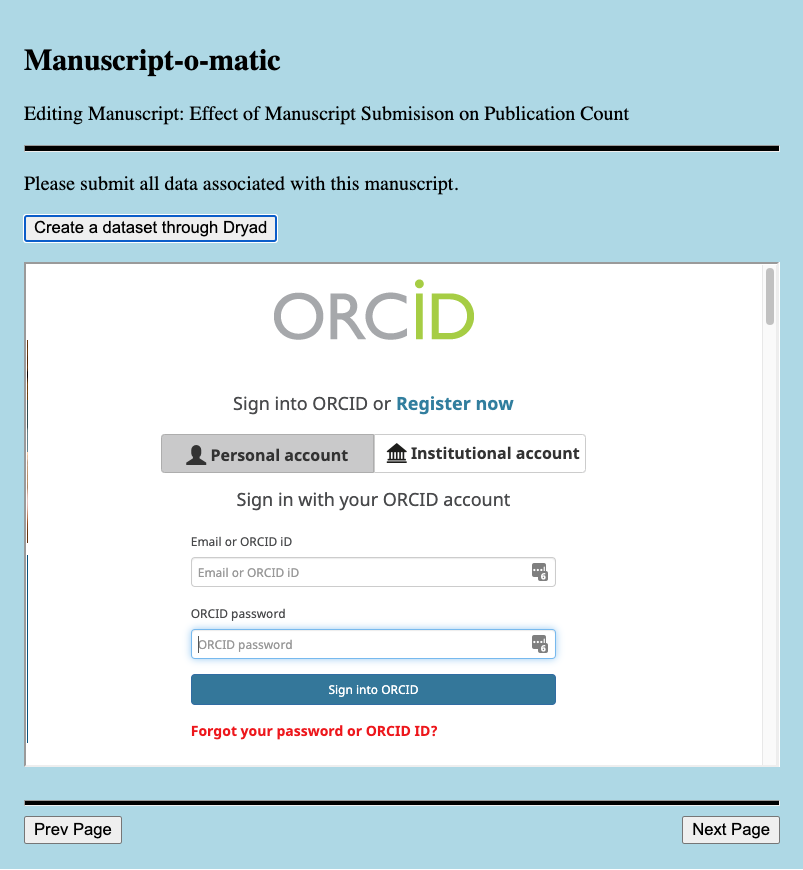 Manuscript-o-matic
Editing Manuscript: Effect of Manuscript Submisison on Publication Count
Please submit all data associated with this manuscript.
Create a dataset through Dryad
ORCiD
Sign into ORCID or Register now
Personal account Institutional account
Sign in with your ORCID account
Email or ORCID iD
Email or ORCID iD
ORCID password
ORCID password
Sign into ORCID
Forgot your password or ORCID ID?
Prev Page Next Page